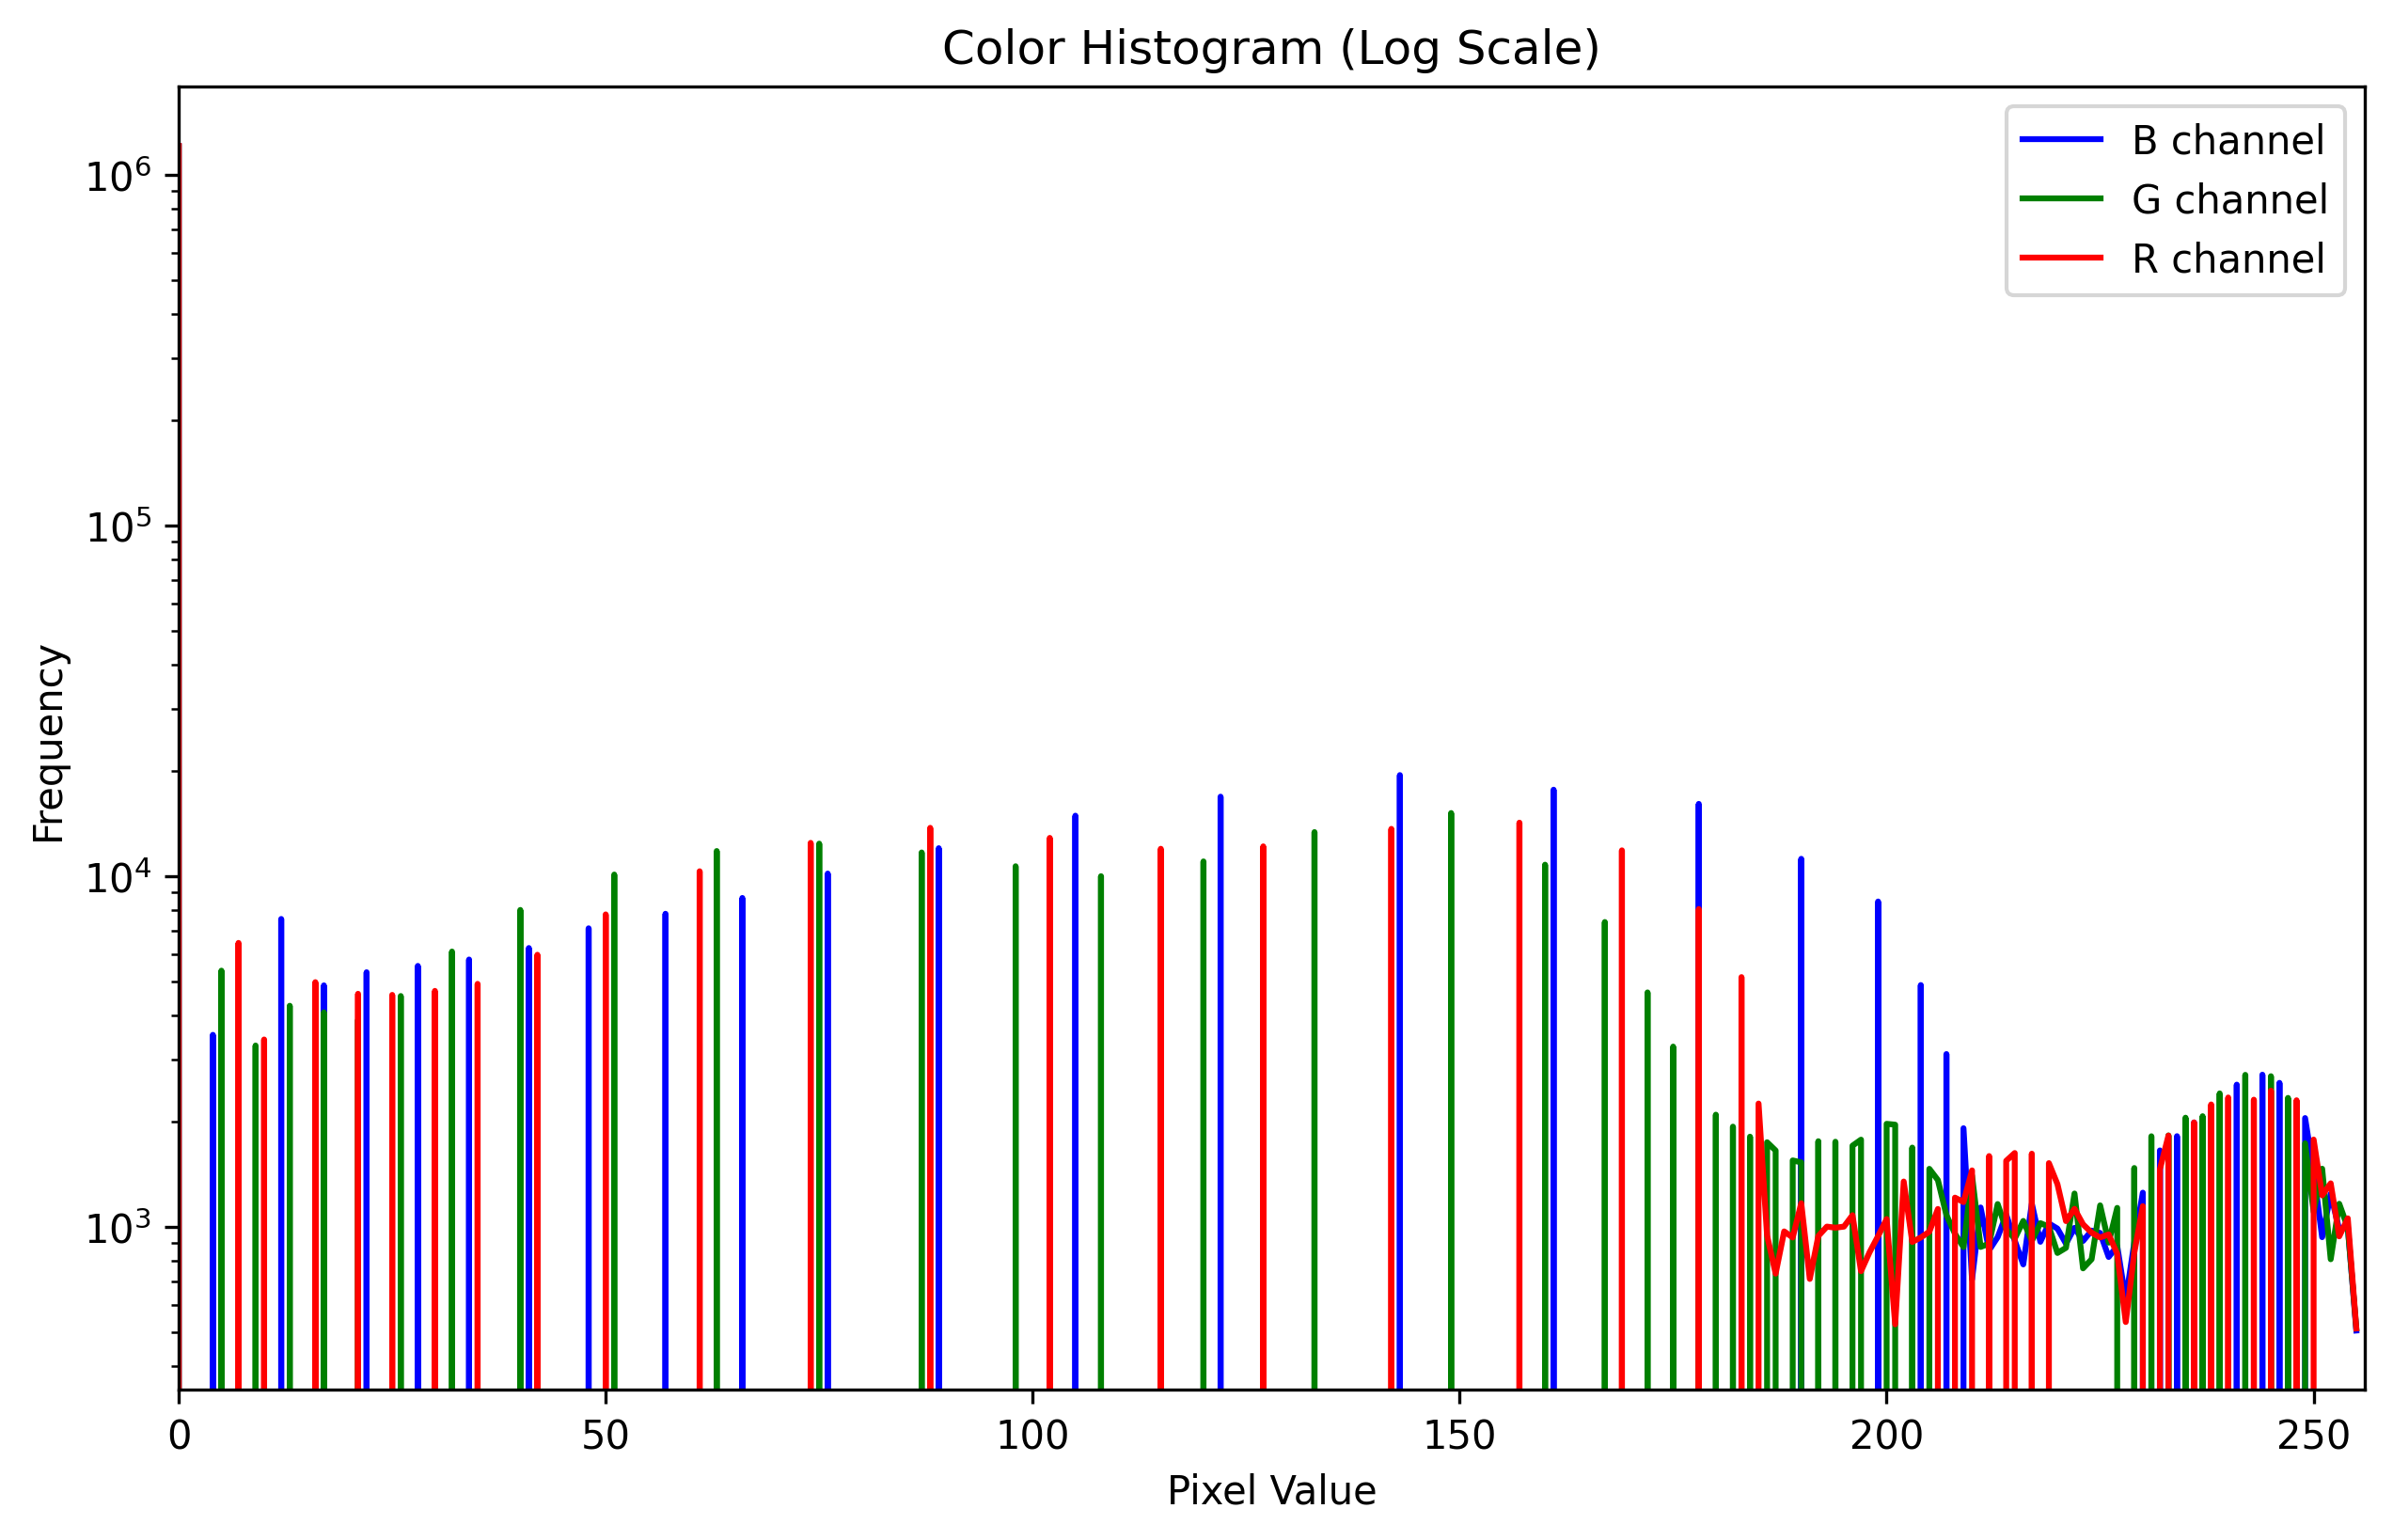 Color Histogram (Log Scale)
B channel
G channel
R channel
10⁶
10⁵
10⁴
10³
Frequency
0 50 100 150 200 250
Pixel Value